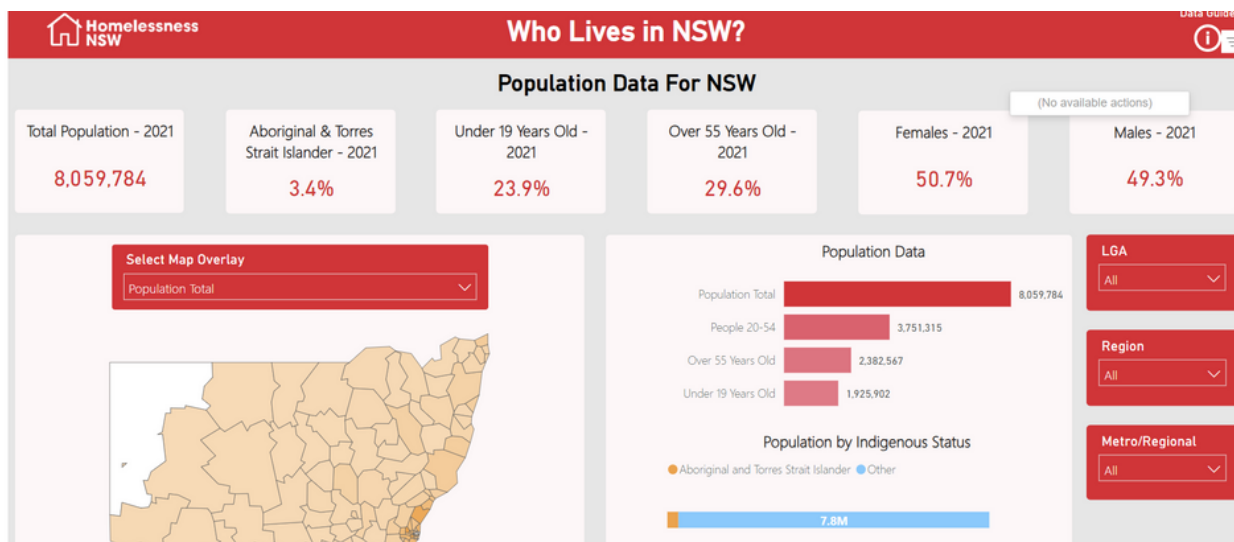 Homelessness
NSW
Who Lives in NSW?
Data Guide
Population Data For NSW
(No available actions)
Total Population - 2021
8,059,784
Aboriginal & Torres
Strait Islander - 2021
3.4%
Under 19 Years Old -
2021
23.9%
Over 55 Years Old -
2021
29.6%
Females - 2021
50.7%
Males - 2021
49.3%
Select Map Overlay
Population Total
Population Data
Population Total
8,059,784
People 20-54
3,751,315
Over 55 Years Old
2,382,567
Under 19 Years Old
1,925,902
Population by Indigenous Status
Aboriginal and Torres Strait Islander
Other
7.8M
LGA
All
Region
All
Metro/Regional
All